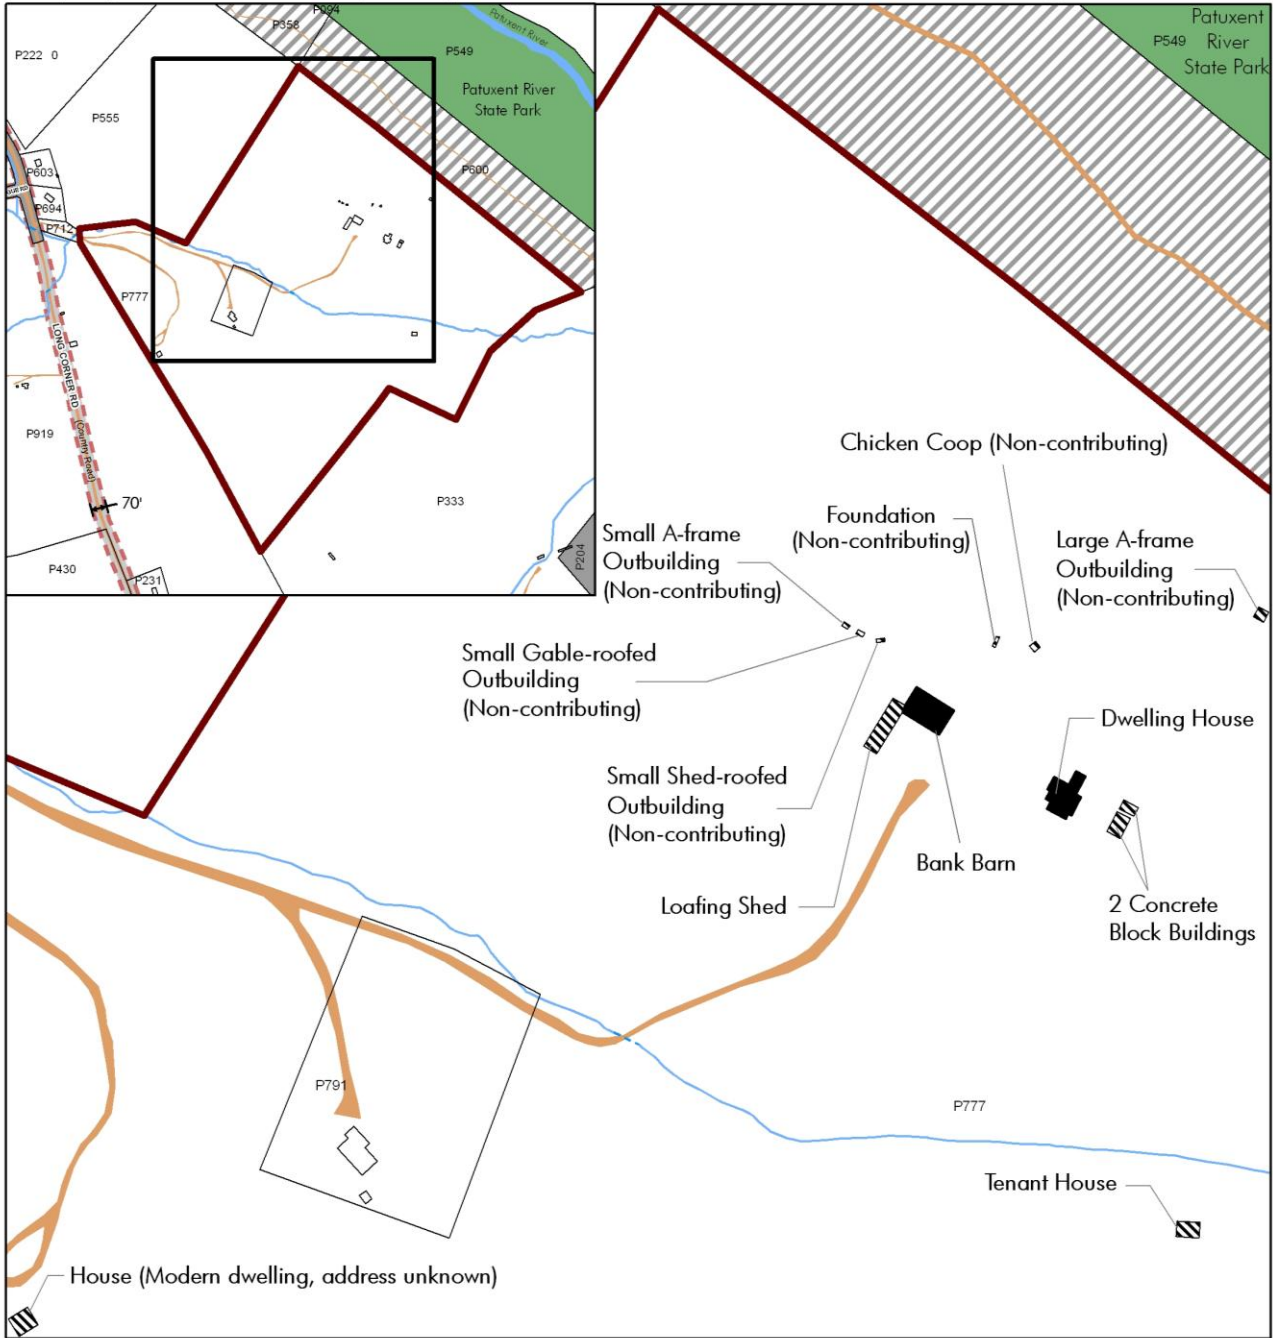 P094
P358
Patuxent River
P222 0
P549
Patuxent River
State Park
P555
P600
P603
P694
P712
P777
LONG CORNER RD
(Country Road)
P919
70'
P333
P430
P231
P204
Patuxent
River
State Park
P549
Chicken Coop (Non-contributing)
Foundation
(Non-contributing)
Small A-frame
Outbuilding
(Non-contributing)
Large A-frame
Outbuilding
(Non-contributing)
Small Gable-roofed
Outbuilding
(Non-contributing)
Dwelling House
Small Shed-roofed
Outbuilding
(Non-contributing)
Bank Barn
Loafing Shed
2 Concrete
Block Buildings
P791
P777
Tenant House
House (Modern dwelling, address unknown)